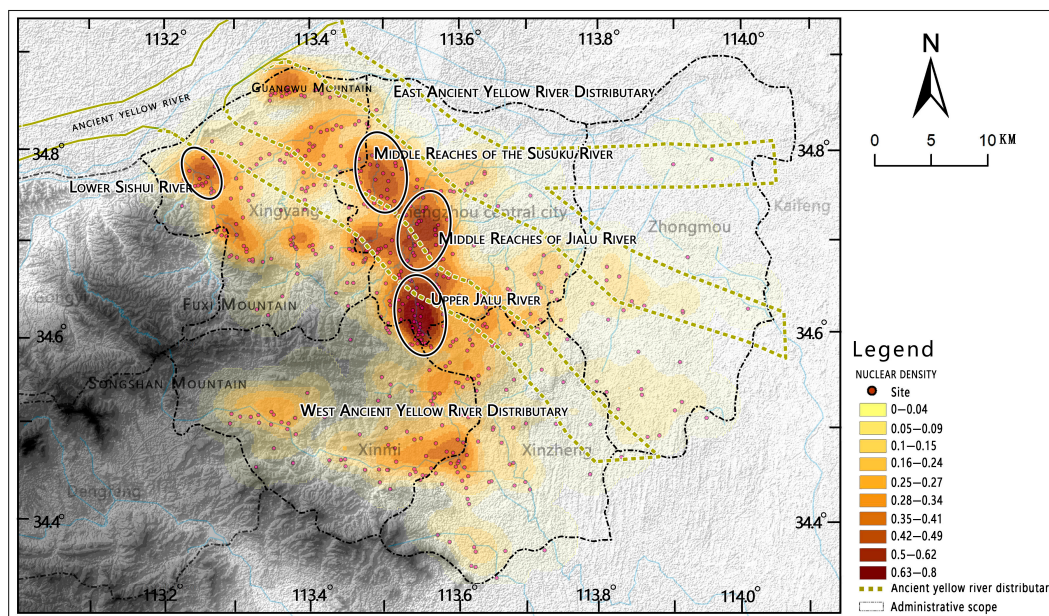 113.2° 113.4° 113.6° 113.8° 114.0°
N
0 5 10 KM
GUANGWU MOUNTAIN
EAST ANCIENT YELLOW RIVER DISTRIBUTARY
ANCIENT YELLOW RIVER
34.8° 34.8°
MIDDLE REACHES OF THE SUSUKU RIVER
LOWER SISHUI RIVER
Xingyang
Zhengzhou central city
Kaifeng
Zhongmou
MIDDLE REACHES OF JIALU RIVER
UPPER JALU RIVER
FUXI MOUNTAIN
34.6° 34.6°
SONGSHAN MOUNTAIN
WEST ANCIENT YELLOW RIVER DISTRIBUTARY
Xinmi
Xinzheng
Dengfeng
34.4° 34.4°
113.2° 113.4° 113.6° 113.8° 114.0°
Legend
NUCLEAR DENSITY
Site
0—0.04
0.05—0.09
0.1—0.15
0.16—0.24
0.25—0.27
0.28—0.34
0.35—0.41
0.42—0.49
0.5—0.62
0.63—0.8
Ancient yellow river distributar
Administrative scope